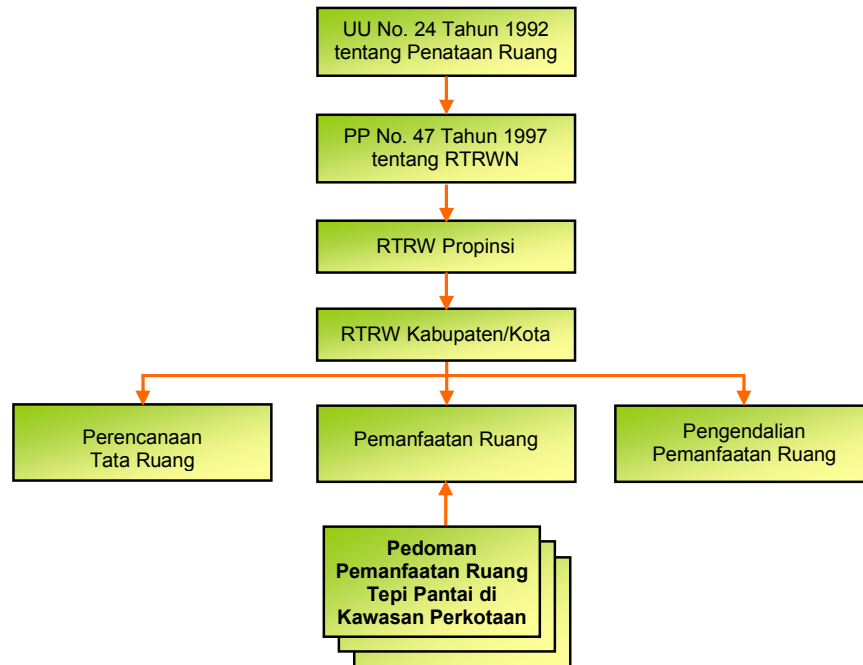 UU No. 24 Tahun 1992
tentang Penataan Ruang
PP No. 47 Tahun 1997
tentang RTRWN
RTRW Propinsi
RTRW Kabupaten/Kota
Perencanaan
Tata Ruang
Pemanfaatan Ruang
Pengendalian
Pemanfaatan Ruang
Pedoman
Pemanfaatan Ruang
Tepi Pantai di
Kawasan Perkotaan